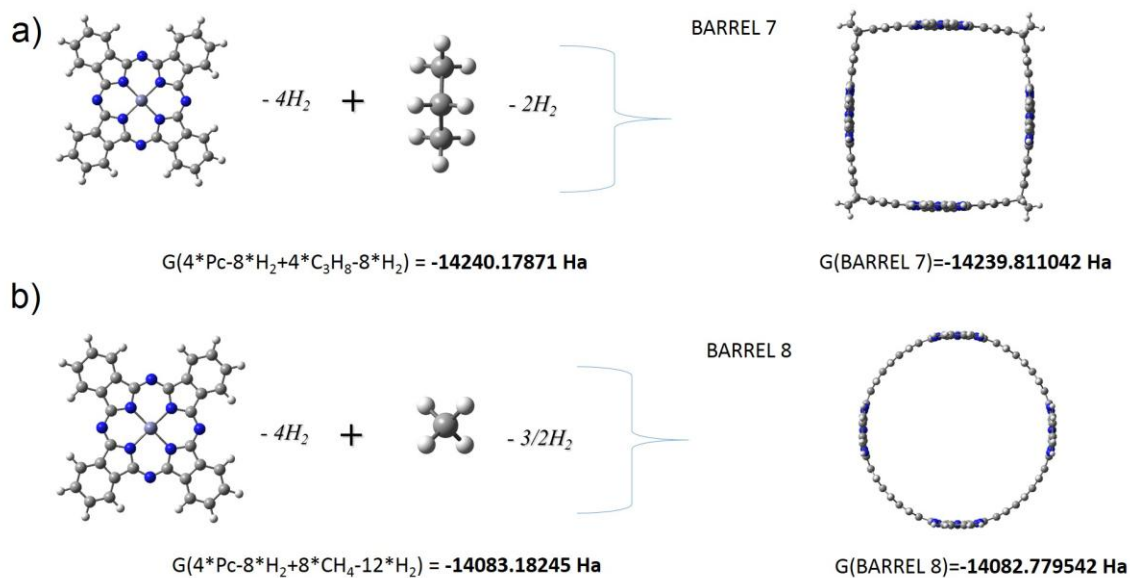 a)
BARREL 7
- 4H₂ + - 2H₂
G(4*Pc-8*H₂+4*C₃H₈-8*H₂) = -14240.17871 Ha
G(BARREL 7)=-14239.811042 Ha
b)
BARREL 8
- 4H₂ + - 3/2H₂
G(4*Pc-8*H₂+8*CH₄-12*H₂) = -14083.18245 Ha
G(BARREL 8)=-14082.779542 Ha